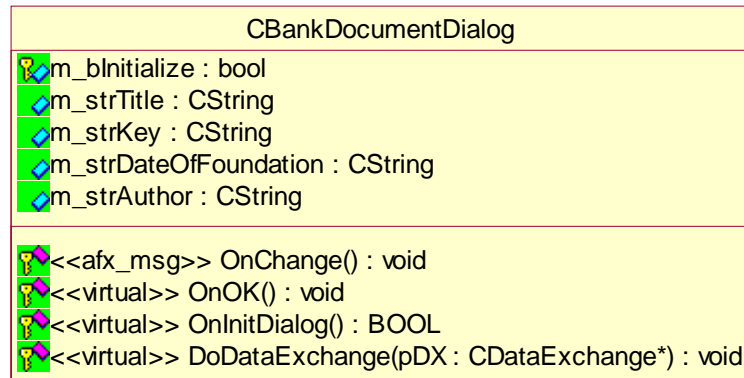 CBankDocumentDialog
m_bInitialize : bool
m_strTitle : CString
m_strKey : CString
m_strDateOfFoundation : CString
m_strAuthor : CString
<<afx_msg>> OnChange() : void
<<virtual>> OnOK() : void
<<virtual>> OnInitDialog() : BOOL
<<virtual>> DoDataExchange(pDX : CDataExchange*) : void